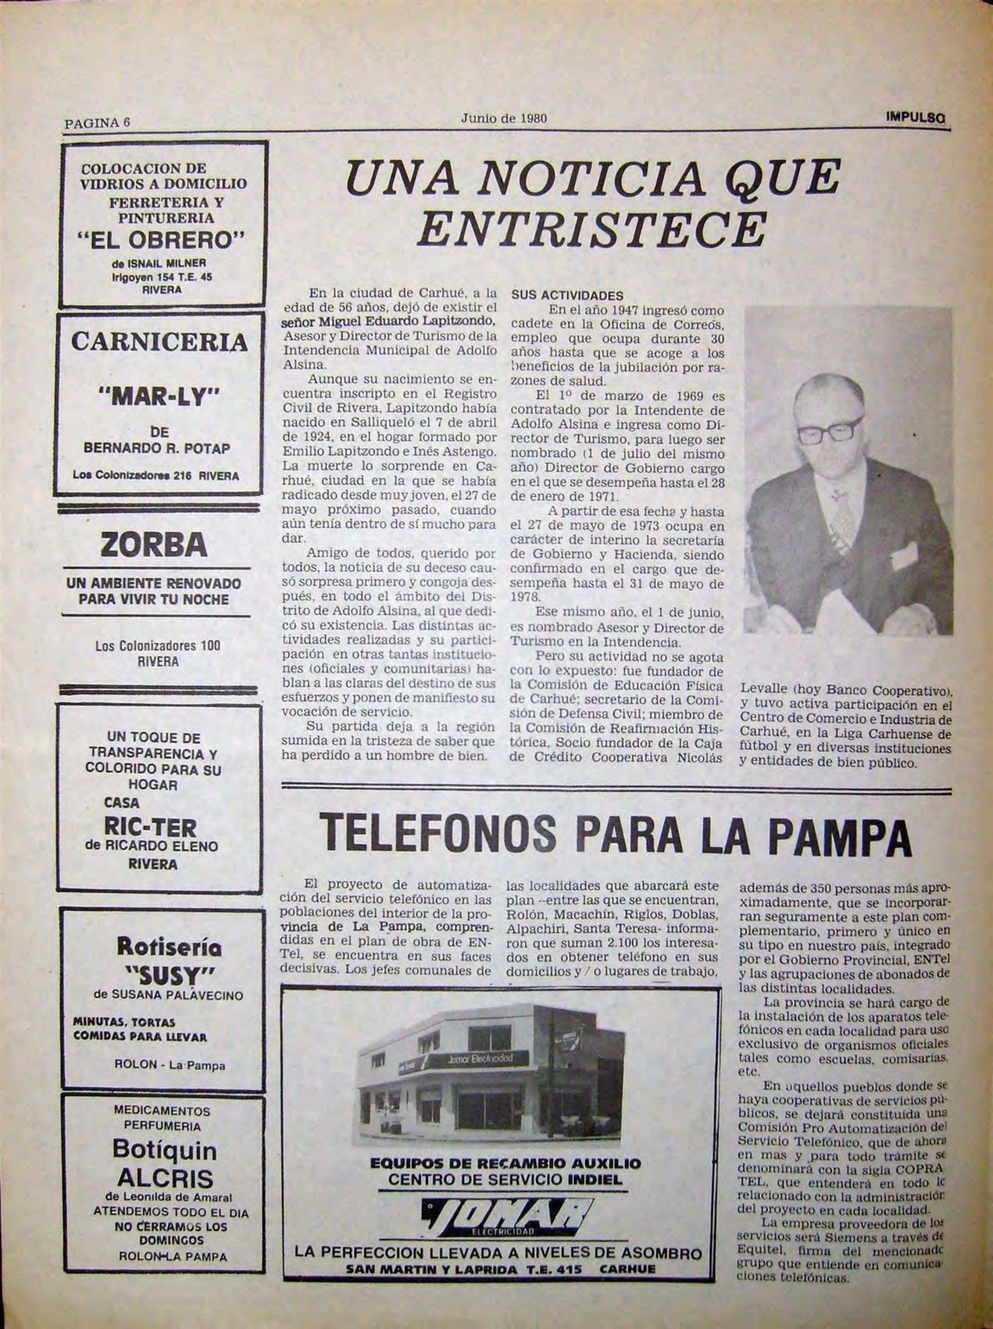 PAGINA 6
Junio de 1980
IMPULSO
COLOCACION DE
VIDRIOS A DOMICILIO
FERRETERIA Y
PINTURERIA
"EL OBRERO"
de ISNAIL MILNER
Irigoyen 154 T.E. 45
RIVERA
CARNICERIA
"MAR-LY"
DE
BERNARDO R. POTAP
Los Colonizadores 216 RIVERA
ZORBA
UN AMBIENTE RENOVADO
PARA VIVIR TU NOCHE
Los Colonizadores 100
RIVERA
UN TOQUE DE
TRANSPARENCIA Y
COLORIDO PARA SU
HOGAR
CASA
RIC-TER
de RICARDO ELENO
RIVERA
Rotisería
"SUSY"
de SUSANA PALAVECINO
MINUTAS, TORTAS
COMIDAS PARA LLEVAR
ROLON - La Pampa
MEDICAMENTOS
PERFUMERIA
Botíquin
ALCRIS
de Leonilda de Amaral
ATENDEMOS TODO EL DIA
NO CERRAMOS LOS
DOMINGOS
ROLON-LA PAMPA
UNA NOTICIA QUE
ENTRISTECE
En la ciudad de Carhué, a la
edad de 56 años, dejó de existir el
señor Miguel Eduardo Lapitzondo,
Asesor y Director de Turismo de la
Intendencia Municipal de Adolfo
Alsina.
Aunque su nacimiento se en-
cuentra inscripto en el Registro
Civil de Rivera, Lapitzondo había
nacido en Salliqueló el 7 de abril
de 1924, en el hogar formado por
Emilio Lapitzondo e Inés Astengo.
La muerte lo sorprende en Ca-
rhué, ciudad en la que se había
radicado desde muy joven, el 27 de
mayo próximo pasado, cuando
aún tenía dentro de sí mucho para
dar.
Amigo de todos, querido por
todos, la noticia de su deceso cau-
só sorpresa primero y congoja des-
pués, en todo el ámbito del Dis-
trito de Adolfo Alsina, al que dedi-
có su existencia. Las distintas ac-
tividades realizadas y su partici-
pación en otras tantas institucio-
nes (oficiales y comunitarias) ha-
blan a las claras del destino de sus
esfuerzos y ponen de manifiesto su
vocación de servicio.
Su partida deja a la región
sumida en la tristeza de saber que
ha perdido a un hombre de bien.
SUS ACTIVIDADES
En el año 1947 ingresó como
cadete en la Oficina de Correos,
empleo que ocupa durante 30
años hasta que se acoge a los
beneficios de la jubilación por ra-
zones de salud.
El 1º de marzo de 1969 es
contratado por la Intendente de
Adolfo Alsina e ingresa como Di-
rector de Turismo, para luego ser
nombrado (1 de julio del mismo
año) Director de Gobierno cargo
en el que se desempeña hasta el 28
de enero de 1971.
A partir de esa fecha y hasta
el 27 de mayo de 1973 ocupa en
carácter de interino la secretaría
de Gobierno y Hacienda, siendo
confirmado en el cargo que de-
sempeña hasta el 31 de mayo de
1978.
Ese mismo año, el 1 de junio,
es nombrado Asesor y Director de
Turismo en la Intendencia.
Pero su actividad no se agota
con lo expuesto: fue fundador de
la Comisión de Educación Física
de Carhué; secretario de la Comi-
sión de Defensa Civil; miembro de
la Comisión de Reafirmación His-
tórica, Socio fundador de la Caja
de Crédito Cooperativa Nicolás
Levalle (hoy Banco Cooperativo),
y tuvo activa participación en el
Centro de Comercio e Industria de
Carhué, en la Liga Carhuense de
fútbol y en diversas instituciones
y entidades de bien público.
TELEFONOS PARA LA PAMPA
El proyecto de automatiza-
ción del servicio telefónico en las
poblaciones del interior de la pro-
vincia de La Pampa, compren-
didas en el plan de obra de EN-
Tel, se encuentra en sus faces
decisivas. Los jefes comunales de
las localidades que abarcará este
plan --entre las que se encuentran,
Rolón, Macachín, Riglos, Doblas,
Alpachiri, Santa Teresa- informa-
ron que suman 2.100 los interesa-
dos en obtener teléfono en sus
domicilios y / o lugares de trabajo,
además de 350 personas más apro-
ximadamente, que se incorporar-
ran seguramente a este plan com-
plementario, primero y único en
su tipo en nuestro país, integrado
por el Gobierno Provincial, ENTel
y las agrupaciones de abonados de
las distintas localidades.
La provincia se hará cargo de
la instalación de los aparatos tele-
fónicos en cada localidad para uso
exclusivo de organismos oficiales
tales como escuelas, comisarías,
etc.
En aquellos pueblos donde se
haya cooperativas de servicios pú-
blicos, se dejará constituida una
Comisión Pro Automatización del
Servicio Telefónico, que de ahora
en mas y para todo trámite se
denominará con la sigla COPRA
TEL, que entenderá en todo lo
relacionado con la administración
del proyecto en cada localidad.
La empresa proveedora de los
servicios será Siemens a través de
Equitel, firma del mencionado
grupo que entiende en comunica
ciones telefónicas.
Jomar Electricidad
EQUIPOS DE RECAMBIO AUXILIO
CENTRO DE SERVICIO INDIEL
JOMAR
ELECTRICIDAD
LA PERFECCION LLEVADA A NIVELES DE ASOMBRO
SAN MARTIN Y LAPRIDA T.E. 415 CARHUE